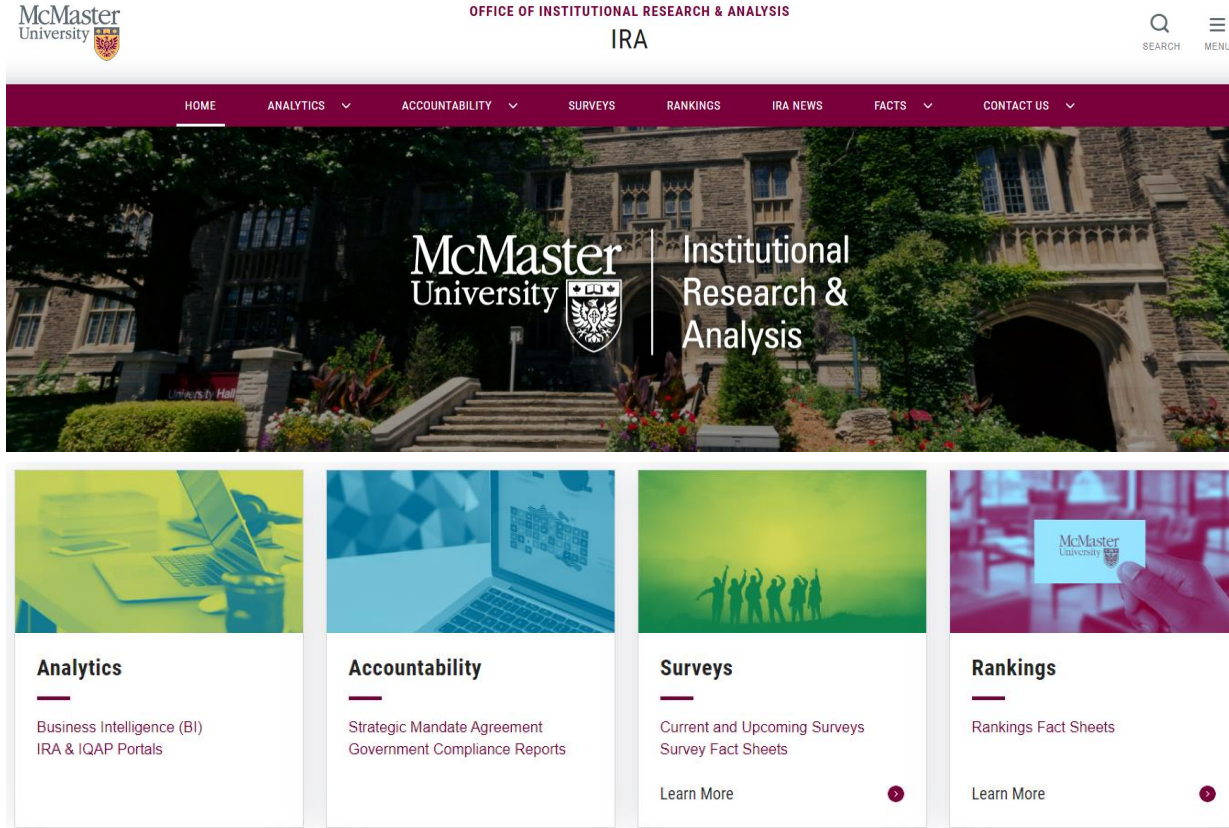 McMaster
University
OFFICE OF INSTITUTIONAL RESEARCH & ANALYSIS
IRA
SEARCH
MENU
HOME
ANALYTICS
ACCOUNTABILITY
SURVEYS
RANKINGS
IRA NEWS
FACTS
CONTACT US
McMaster
University
Institutional
Research &
Analysis
University Hall
McMaster
University
Analytics
Business Intelligence (BI)
IRA & IQAP Portals
Accountability
Strategic Mandate Agreement
Government Compliance Reports
Surveys
Current and Upcoming Surveys
Survey Fact Sheets
Learn More
Rankings
Rankings Fact Sheets
Learn More